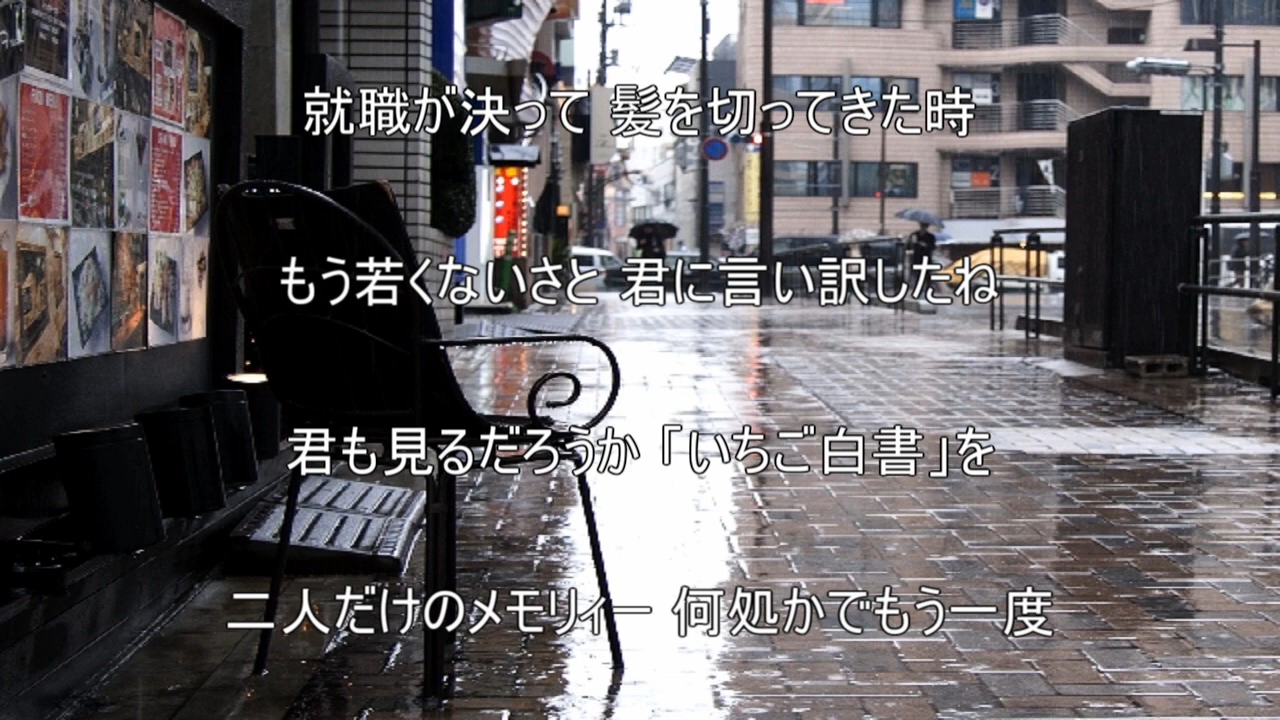 就職が決って 髪を切ってきた時
もう若くないさと 君に言い訳したね
君も見るだろうか「いちご白書」を
二人だけのメモリィー 何処かでもう一度